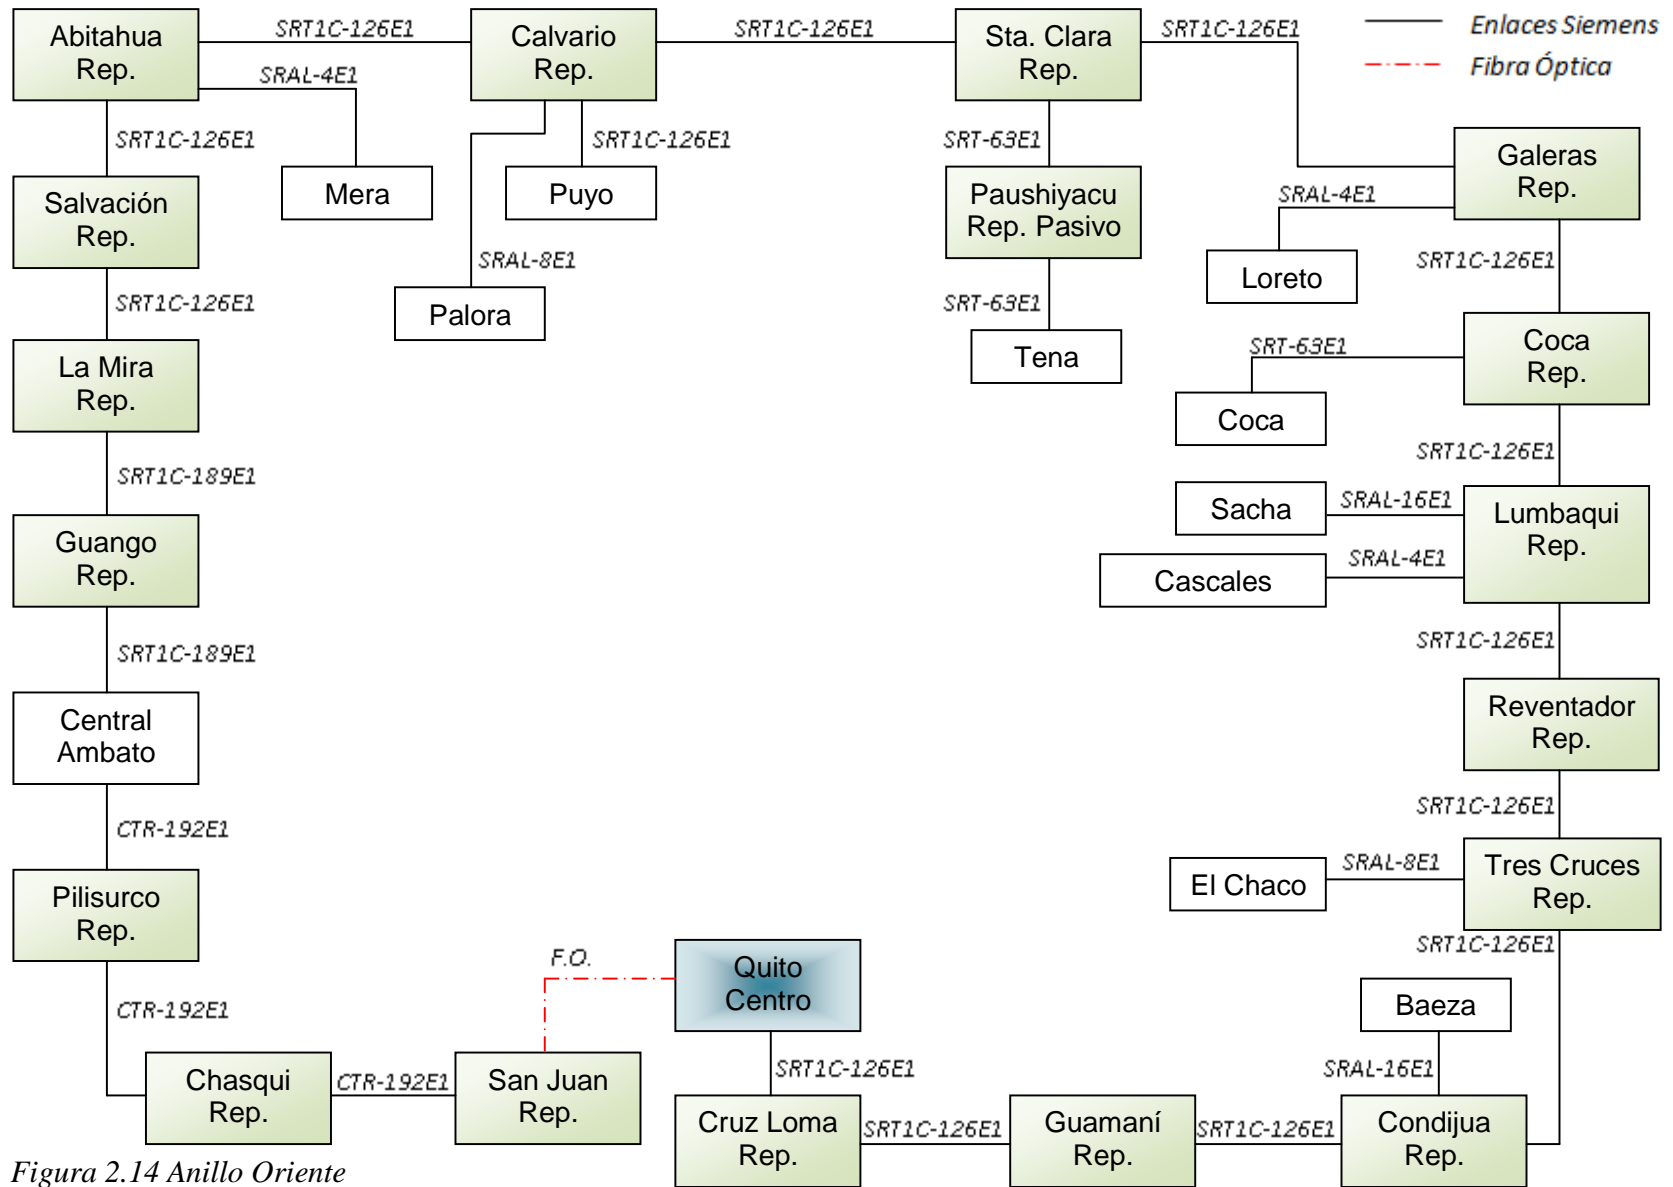 Abitahua
Rep.
SRT1C-126E1
Calvario
Rep.
SRT1C-126E1
Sta. Clara
Rep.
SRT1C-126E1
Enlaces Siemens
Fibra Óptica
SRAL-4E1
SRT1C-126E1
SRT1C-126E1
SRT-63E1
Galeras
Rep.
Salvación
Rep.
Mera
Puyo
Paushiyacu
Rep. Pasivo
SRAL-4E1
SRAL-8E1
Loreto
SRT1C-126E1
SRT1C-126E1
Palora
SRT-63E1
Tena
La Mira
Rep.
SRT-63E1
Coca
Rep.
Coca
SRT1C-126E1
SRT1C-189E1
Sacha
SRAL-16E1
Lumbaqui
Rep.
Guango
Rep.
Cascales
SRAL-4E1
SRT1C-189E1
SRT1C-126E1
Central
Ambato
Reventador
Rep.
CTR-192E1
SRT1C-126E1
Pilisurco
Rep.
El Chaco
SRAL-8E1
Tres Cruces
Rep.
F.O.
Quito
Centro
SRT1C-126E1
Baeza
CTR-192E1
Chasqui
Rep.
CTR-192E1
San Juan
Rep.
SRT1C-126E1
SRAL-16E1
Cruz Loma
Rep.
SRT1C-126E1
Guamaní
Rep.
SRT1C-126E1
Condijua
Rep.
Figura 2.14 Anillo Oriente